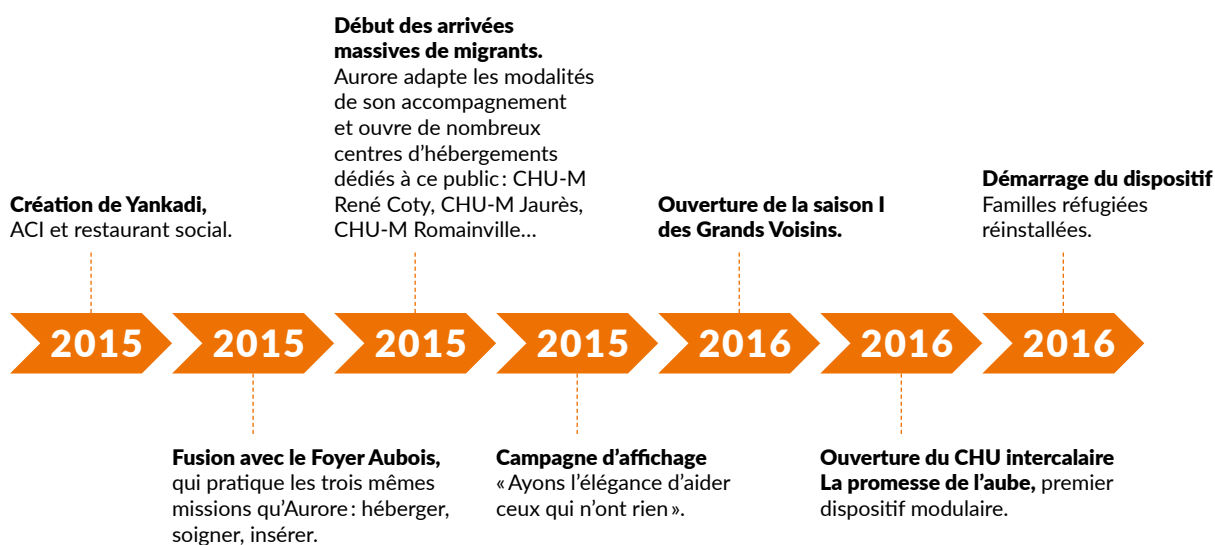 Création de Yankadi,
ACI et restaurant social.
2015
Fusion avec le Foyer Aubois,
qui pratique les trois mêmes
missions qu’Aurore : héberger,
soigner, insérer.
2015
Début des arrivées
massives de migrants.
Aurore adapte les modalités
de son accompagnement
et ouvre de nombreux
centres d’hébergements
dédiés à ce public : CHU-M
René Coty, CHU-M Jaurès,
CHU-M Romainville…
2015
Campagne d’affichage
« Ayons l’élégance d’aider
ceux qui n’ont rien ».
2015
Ouverture de la saison I
des Grands Voisins.
2016
Ouverture du CHU intercalaire
La promesse de l’aube, premier
dispositif modulaire.
2016
Démarrage du dispositif
Familles réfugiées
réinstallées.
2016